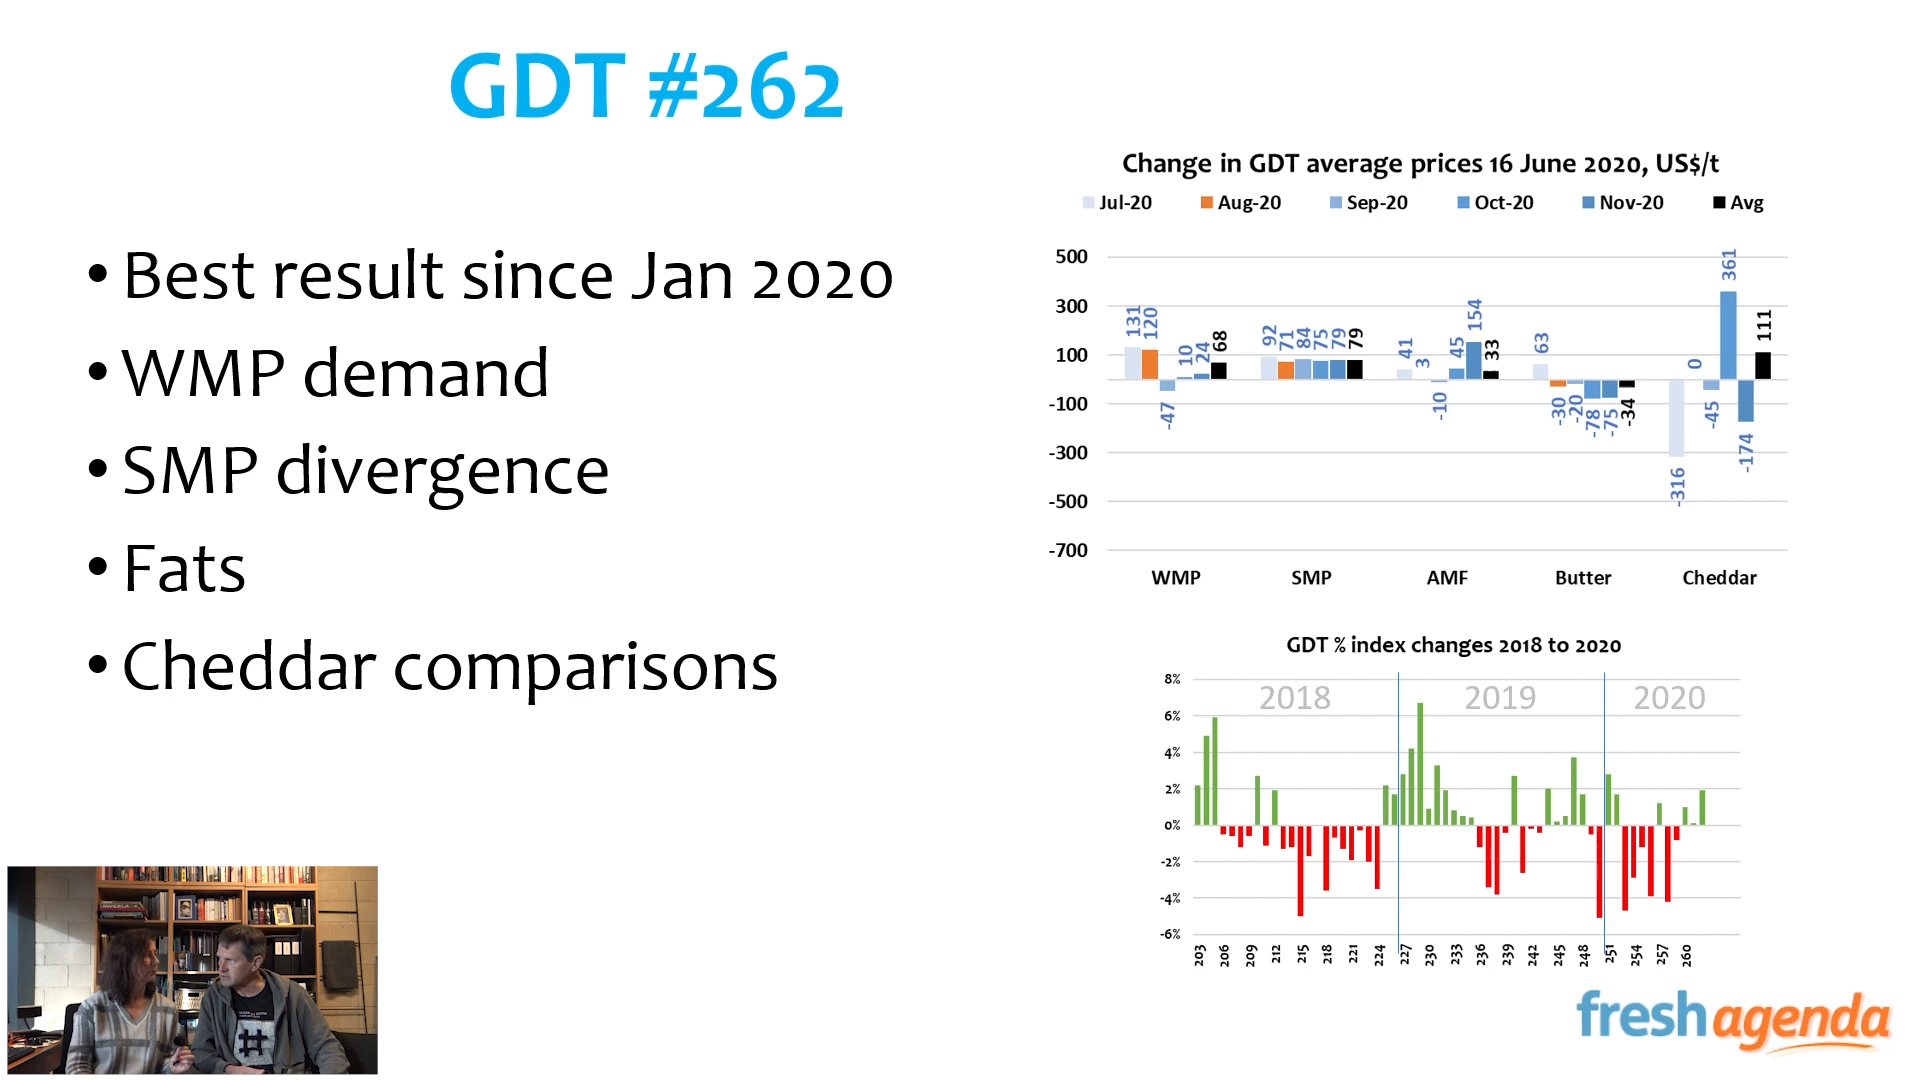 GDT #262
• Best result since Jan 2020
• WMP demand
• SMP divergence
• Fats
• Cheddar comparisons
Change in GDT average prices 16 June 2020, US$/t
Jul-20 Aug-20 Sep-20 Oct-20 Nov-20 Avg
500
300
100
-100
-300
-500
-700
131 120 -47 10 24 68
92 71 84 75 79 79
41 3 -10 45 154 33
63 -30 -20 -78 -75 -34
-316 0 -45 361 -174 111
WMP SMP AMF Butter Cheddar
GDT % index changes 2018 to 2020
2018 2019 2020
8%
6%
4%
2%
0%
-2%
-4%
-6%
203 206 209 212 215 218 221 224 227 230 233 236 239 242 245 248 251 254 257 260
fresh agenda